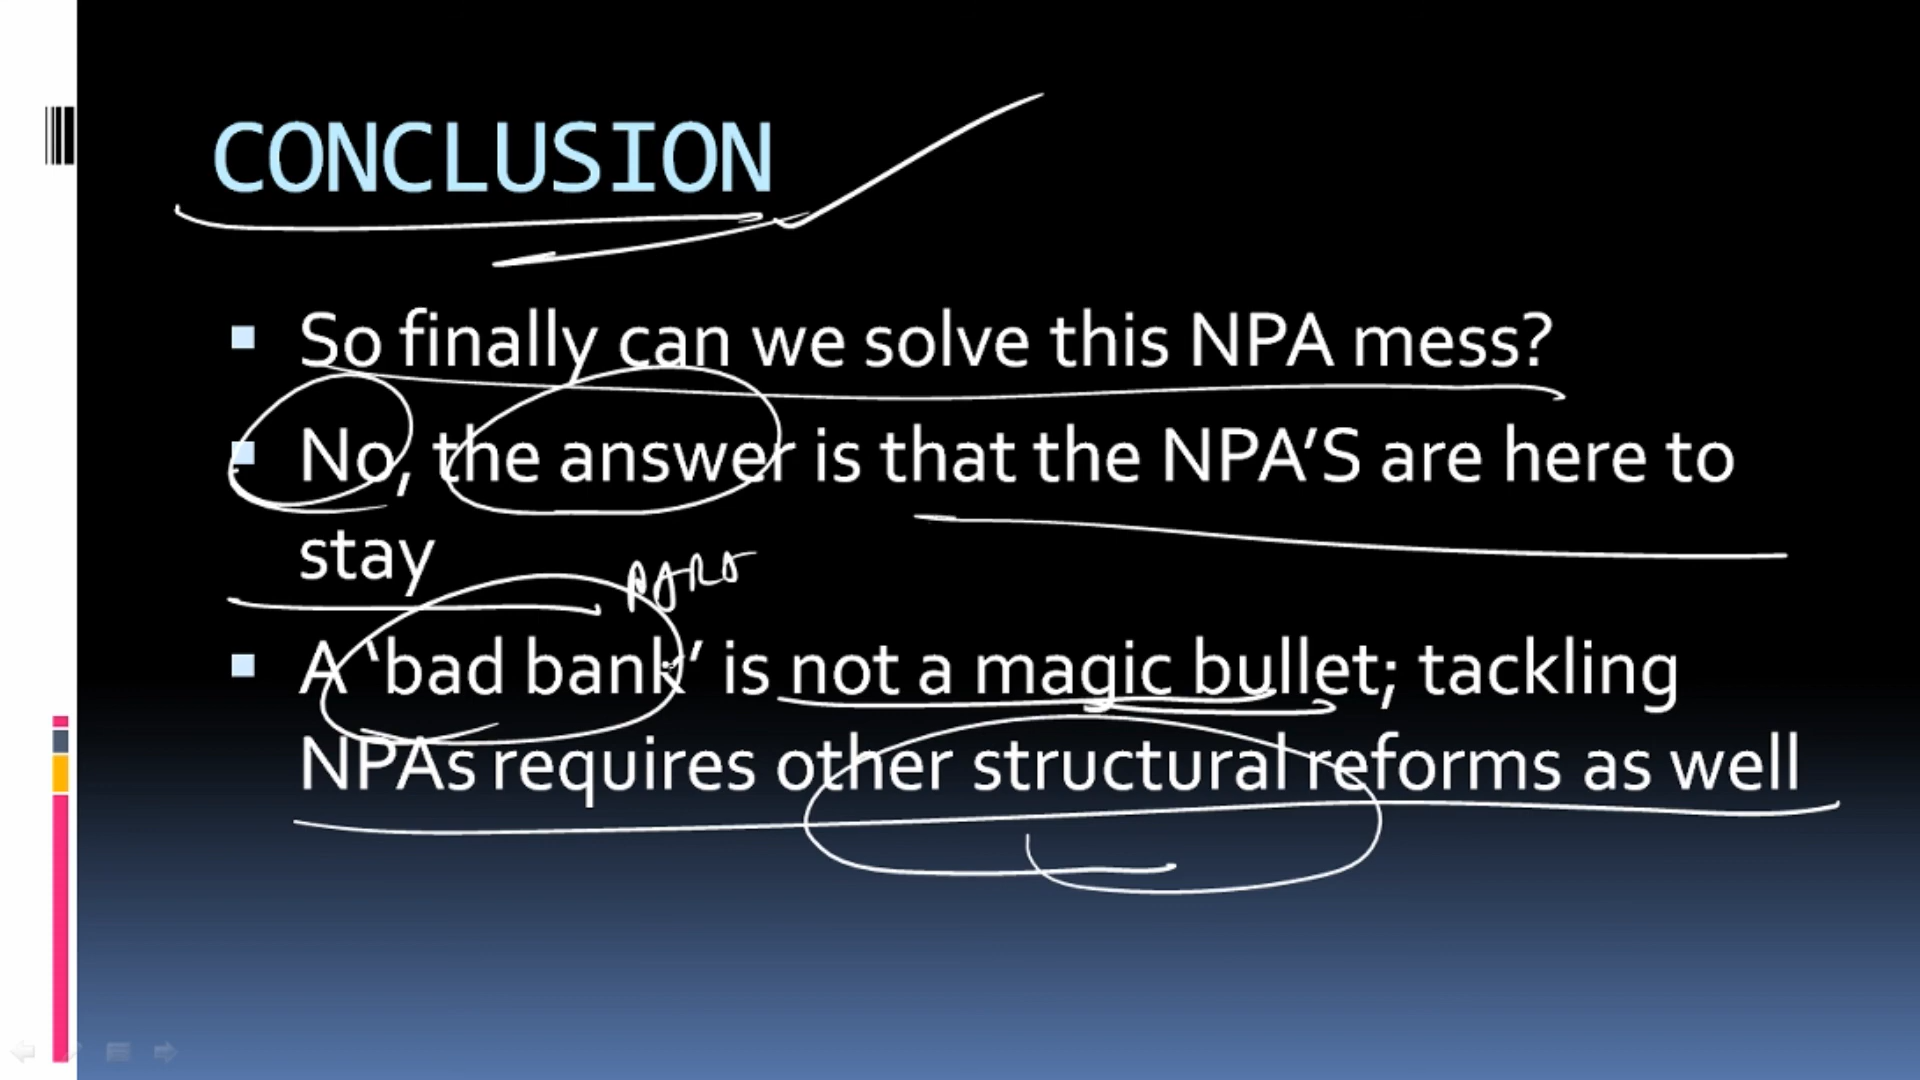 CONCLUSION
So finally can we solve this NPA mess?
No, the answer is that the NPA’S are here to
stay
A ‘bad bank’ is not a magic bullet; tackling
NPAs requires other structural reforms as well